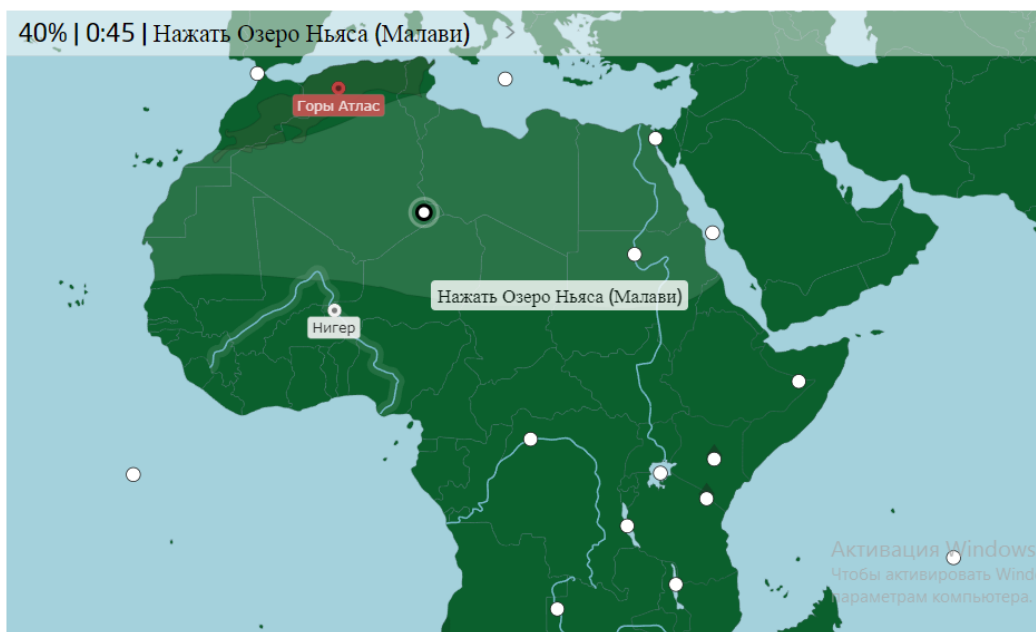 40% | 0:45 | Нажать Озеро Ньяса (Малави)
Горы Атлас
Нажать Озеро Ньяса (Малави)
Нигер
Активация Windows
Чтобы активировать Wind
параметрам компьютера.